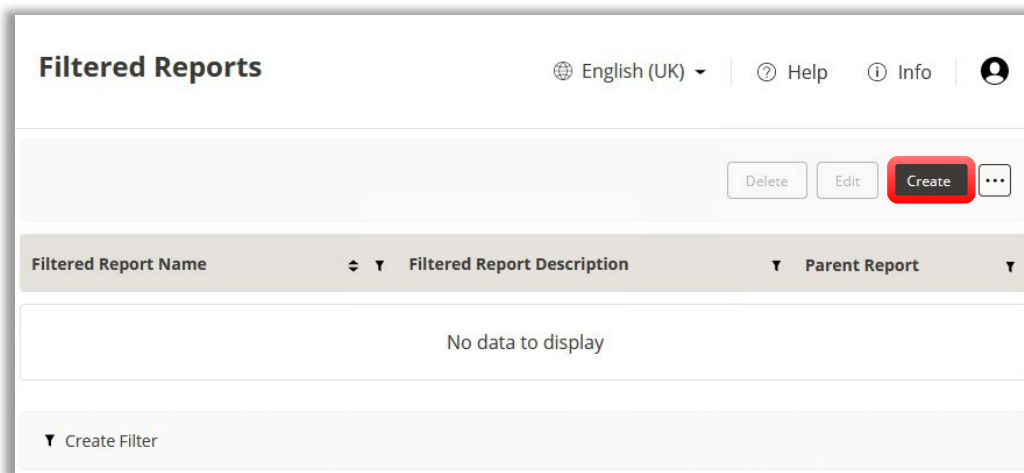 Filtered Reports
English (UK)
Help
Info
Delete
Edit
Create
...
Filtered Report Name
Filtered Report Description
Parent Report
No data to display
Create Filter